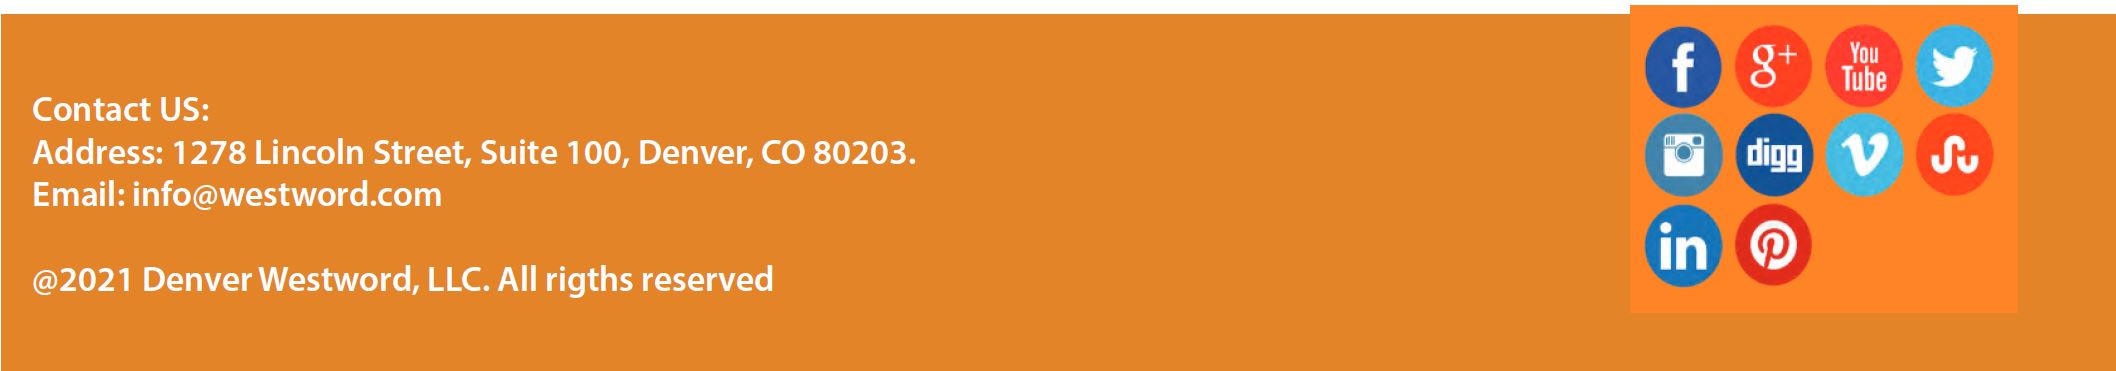 Contact US:
Address: 1278 Lincoln Street, Suite 100, Denver, CO 80203.
Email: info@westword.com
@2021 Denver Westword, LLC. All rigths reserved
f g+ You Tube
digg
in